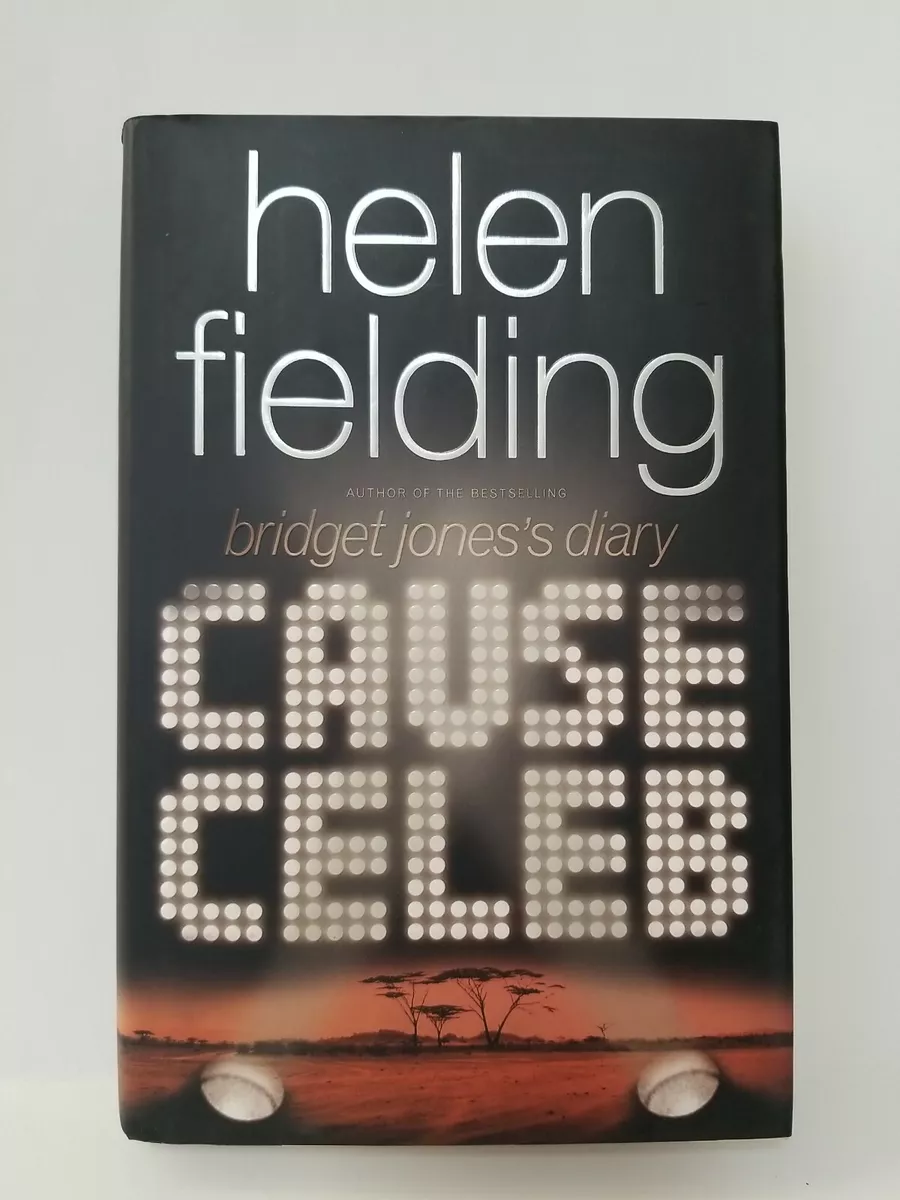 helen
fielding
AUTHOR OF THE BESTSELLING
bridget jones's diary
CAUSE
CELEB